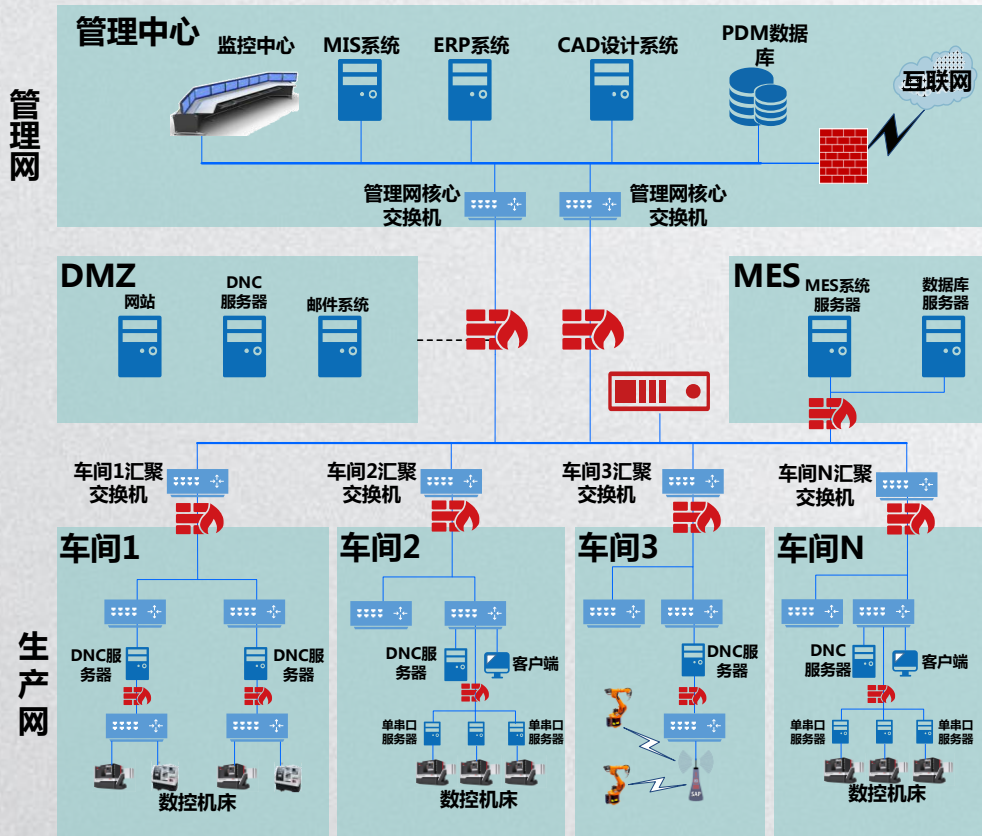 管理网
管理中心
监控中心
MIS系统
ERP系统
CAD设计系统
PDM数据
库
互联网
管理网核心
交换机
管理网核心
交换机
DMZ
网站
DNC
服务器
邮件系统
MES
MES系统
服务器
数据库
服务器
车间1汇聚
交换机
车间2汇聚
交换机
车间3汇聚
交换机
车间N汇聚
交换机
生产网
车间1
DNC服
务器
DNC服
务器
数控机床
车间2
DNC服
务器
客户端
单串口
服务器
单串口
服务器
数控机床
车间3
DNC服
务器
SAP
车间N
DNC
服务器
客户端
单串口
服务器
单串口
服务器
数控机床